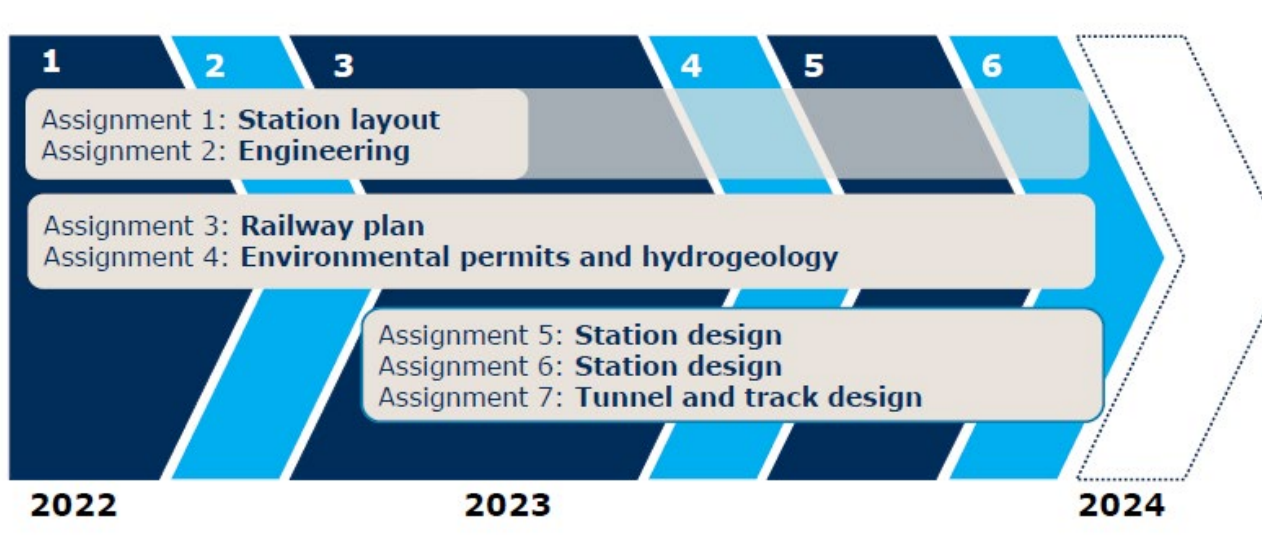 1 2 3 4 5 6
Assignment 1: Station layout
Assignment 2: Engineering
Assignment 3: Railway plan
Assignment 4: Environmental permits and hydrogeology
Assignment 5: Station design
Assignment 6: Station design
Assignment 7: Tunnel and track design
2022 2023 2024